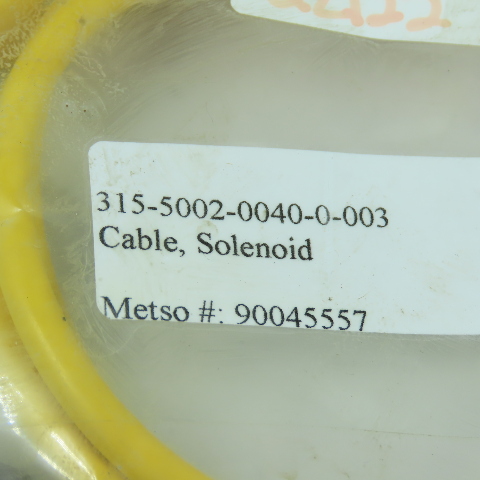 315-5002-0040-0-003
Cable, Solenoid
Metso #: 90045557